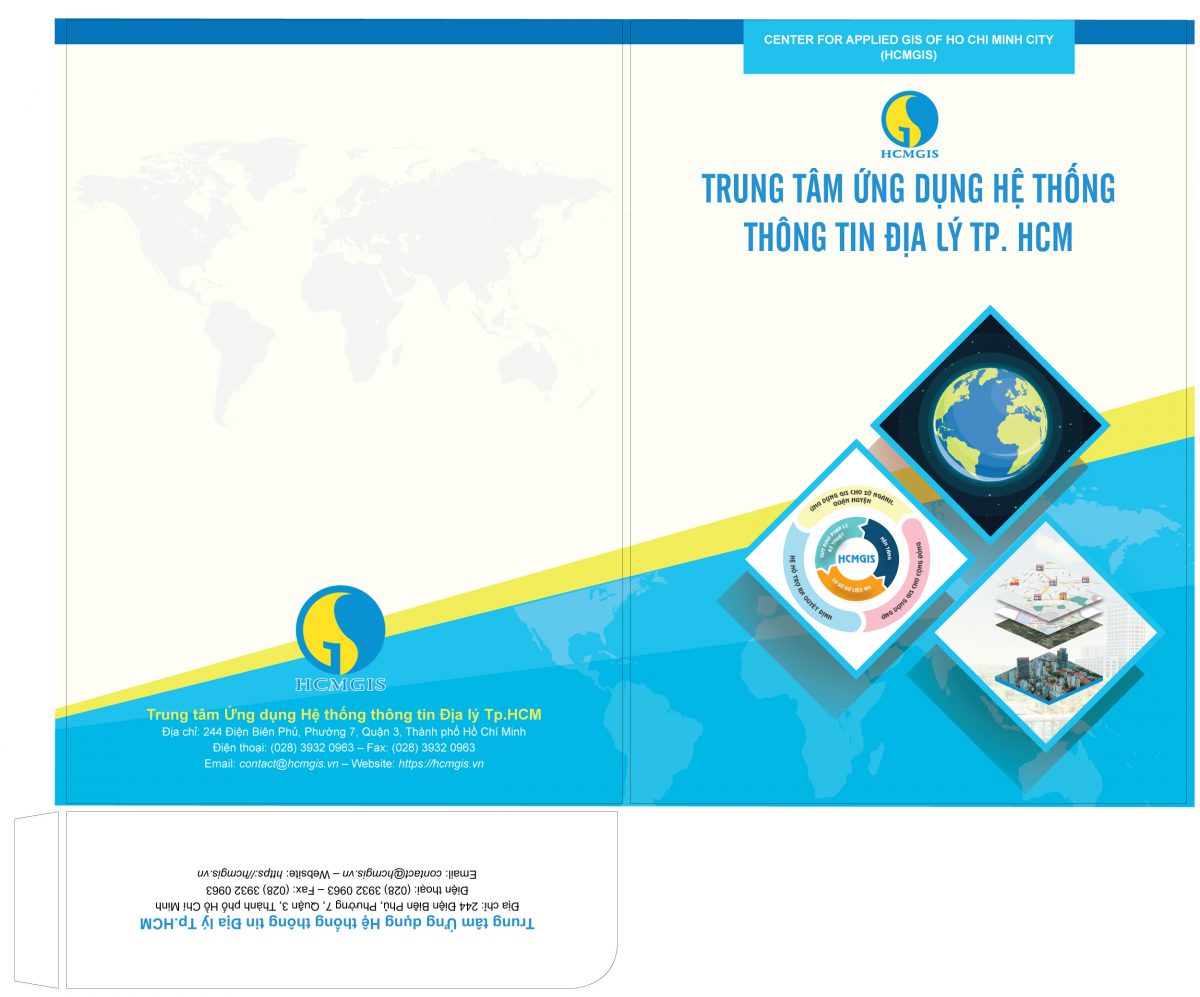 CENTER FOR APPLIED GIS OF HO CHI MINH CITY
(HCMGIS)
HCMGIS
TRUNG TÂM ỨNG DỤNG HỆ THỐNG
THÔNG TIN ĐỊA LÝ TP. HCM
ỨNG DỤNG GIS CHO SỞ NGÀNH,
QUẬN HUYỆN
ỨNG DỤNG GIS CHO CỘNG ĐỒNG
HỆ HỖ TRỢ RA QUYẾT ĐỊNH
QUY ĐỊNH PHÁP LÝ
KỸ THUẬT
NỀN TẢNG
CƠ SỞ DỮ LIỆU GIS
HCMGIS
HCMGIS
Trung tâm Ứng dụng Hệ thống thông tin Địa lý Tp.HCM
Địa chỉ: 244 Điện Biên Phủ, Phường 7, Quận 3, Thành phố Hồ Chí Minh
Điện thoại: (028) 3932 0963 – Fax: (028) 3932 0963
Email: contact@hcmgis.vn – Website: https://hcmgis.vn
Trung tâm Ứng dụng Hệ thống thông tin Địa lý Tp.HCM
Địa chỉ: 244 Điện Biên Phủ, Phường 7, Quận 3, Thành phố Hồ Chí Minh
Điện thoại: (028) 3932 0963 – Fax: (028) 3932 0963
Email: contact@hcmgis.vn – Website: https://hcmgis.vn